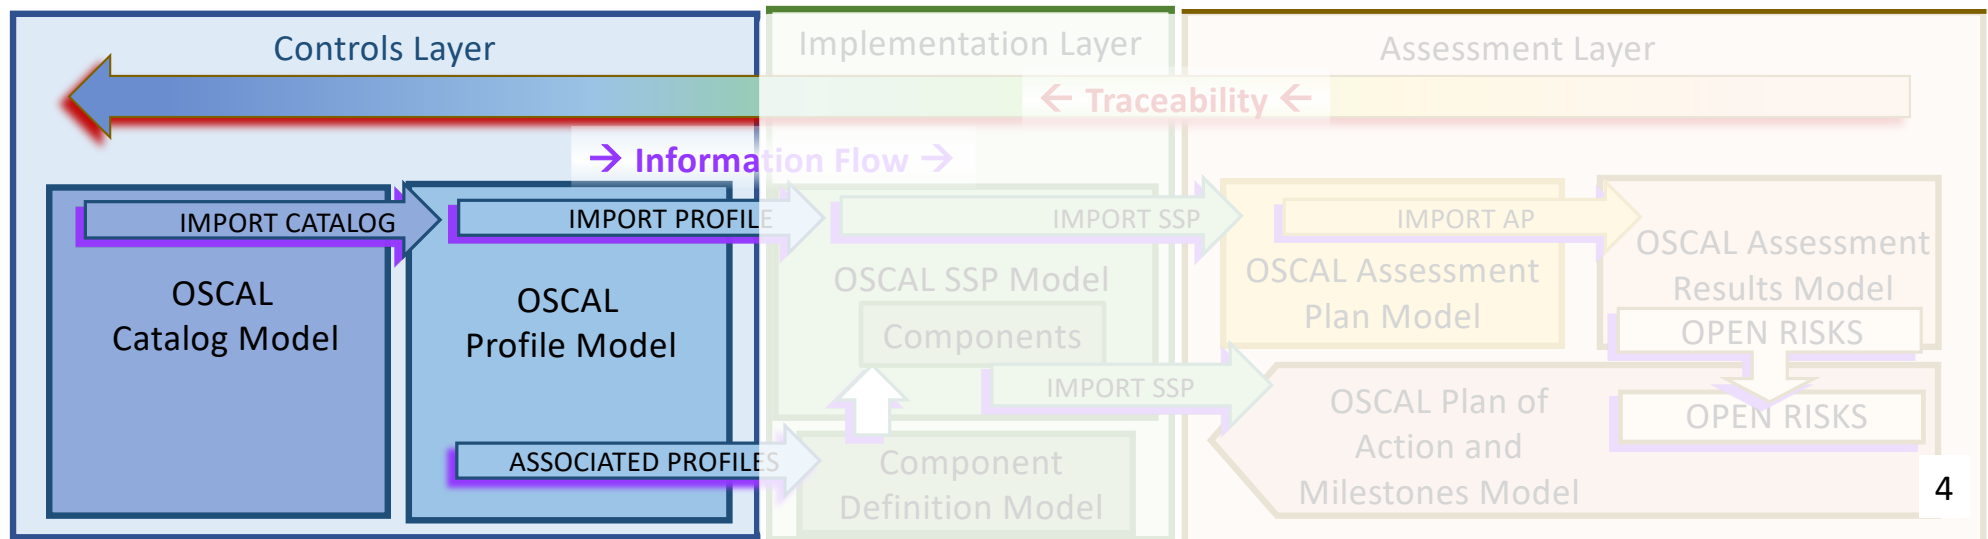 Controls Layer
Implementation Layer
Assessment Layer
← Traceability ←
→ Information Flow →
IMPORT CATALOG
IMPORT PROFILE
IMPORT SSP
IMPORT AP
OSCAL
Catalog Model
OSCAL
Profile Model
OSCAL SSP Model
Components
OSCAL Assessment
Plan Model
OSCAL Assessment
Results Model
OPEN RISKS
IMPORT SSP
OSCAL Plan of
Action and
Milestones Model
OPEN RISKS
ASSOCIATED PROFILES
Component
Definition Model
4